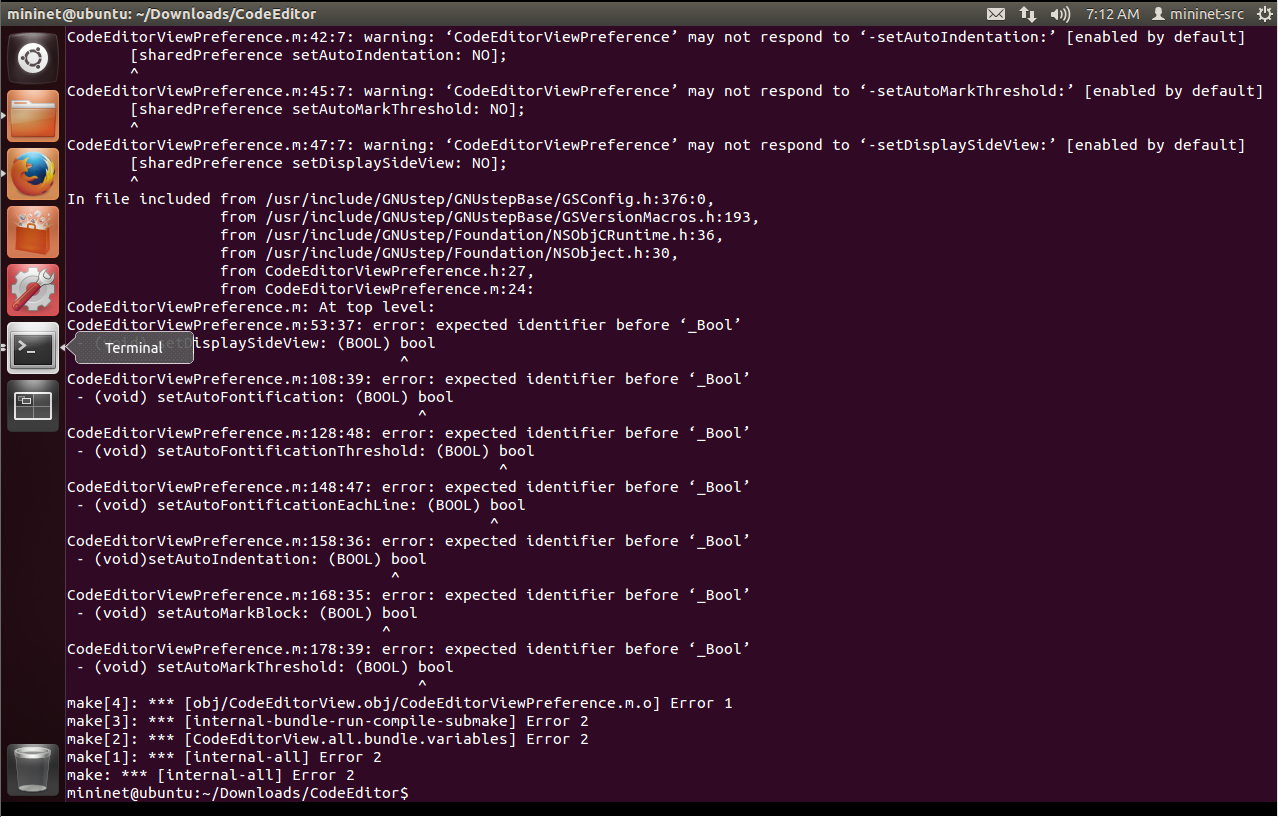 mininet@ubuntu: ~/Downloads/CodeEditor
7:12 AM
mininet-src
CodeEditorViewPreference.m:42:7: warning: ‘CodeEditorViewPreference’ may not respond to ‘-setAutoIndentation:’ [enabled by default]
[sharedPreference setAutoIndentation: NO];
^
CodeEditorViewPreference.m:45:7: warning: ‘CodeEditorViewPreference’ may not respond to ‘-setAutoMarkThreshold:’ [enabled by default]
[sharedPreference setAutoMarkThreshold: NO];
^
CodeEditorViewPreference.m:47:7: warning: ‘CodeEditorViewPreference’ may not respond to ‘-setDisplaySideView:’ [enabled by default]
[sharedPreference setDisplaySideView: NO];
^
In file included from /usr/include/GNUstep/GNUstepBase/GSConfig.h:376:0,
from /usr/include/GNUstep/GNUstepBase/GSVersionMacros.h:193,
from /usr/include/GNUstep/Foundation/NSObjCRuntime.h:36,
from /usr/include/GNUstep/Foundation/NSObject.h:30,
from CodeEditorViewPreference.h:27,
from CodeEditorViewPreference.m:24:
CodeEditorViewPreference.m: At top level:
CodeEditorViewPreference.m:53:37: error: expected identifier before ‘_Bool’
- (void) setDisplaySideView: (BOOL) bool
^
Terminal
CodeEditorViewPreference.m:108:39: error: expected identifier before ‘_Bool’
- (void) setAutoFontification: (BOOL) bool
^
CodeEditorViewPreference.m:128:48: error: expected identifier before ‘_Bool’
- (void) setAutoFontificationThreshold: (BOOL) bool
^
CodeEditorViewPreference.m:148:47: error: expected identifier before ‘_Bool’
- (void) setAutoFontificationEachLine: (BOOL) bool
^
CodeEditorViewPreference.m:158:36: error: expected identifier before ‘_Bool’
- (void)setAutoIndentation: (BOOL) bool
^
CodeEditorViewPreference.m:168:35: error: expected identifier before ‘_Bool’
- (void) setAutoMarkBlock: (BOOL) bool
^
CodeEditorViewPreference.m:178:39: error: expected identifier before ‘_Bool’
- (void) setAutoMarkThreshold: (BOOL) bool
^
make[4]: *** [obj/CodeEditorView.obj/CodeEditorViewPreference.m.o] Error 1
make[3]: *** [internal-bundle-run-compile-submake] Error 2
make[2]: *** [CodeEditorView.all.bundle.variables] Error 2
make[1]: *** [internal-all] Error 2
make: *** [internal-all] Error 2
mininet@ubuntu:~/Downloads/CodeEditor$